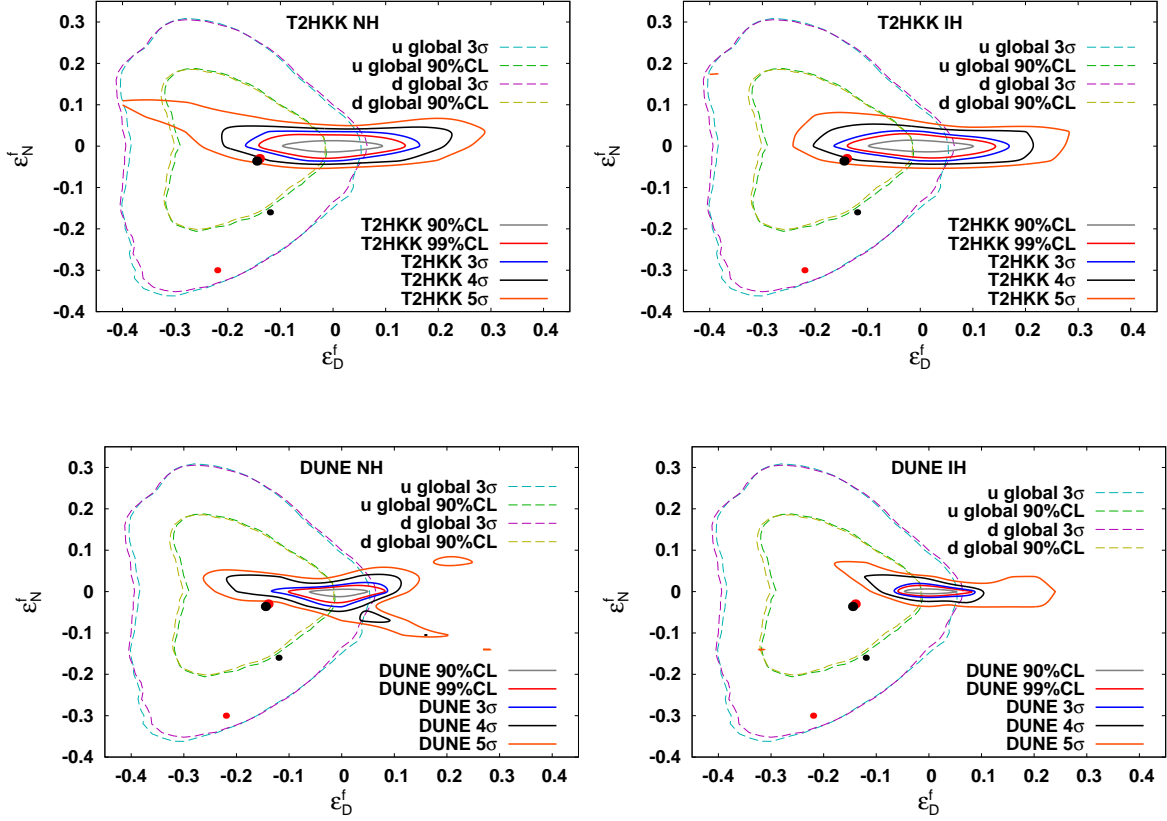 T2HKK NH
u global 3σ
u global 90%CL
d global 3σ
d global 90%CL
0.3
0.2
0.1
0
-0.1
-0.2
-0.3
-0.4
ε_N^f
T2HKK 90%CL
T2HKK 99%CL
T2HKK 3σ
T2HKK 4σ
T2HKK 5σ
-0.4 -0.3 -0.2 -0.1 0 0.1 0.2 0.3 0.4
ε_D^f
T2HKK IH
u global 3σ
u global 90%CL
d global 3σ
d global 90%CL
0.3
0.2
0.1
0
-0.1
-0.2
-0.3
-0.4
ε_N^f
T2HKK 90%CL
T2HKK 99%CL
T2HKK 3σ
T2HKK 4σ
T2HKK 5σ
-0.4 -0.3 -0.2 -0.1 0 0.1 0.2 0.3 0.4
ε_D^f
DUNE NH
u global 3σ
u global 90%CL
d global 3σ
d global 90%CL
0.3
0.2
0.1
0
-0.1
-0.2
-0.3
-0.4
ε_N^f
DUNE 90%CL
DUNE 99%CL
DUNE 3σ
DUNE 4σ
DUNE 5σ
-0.4 -0.3 -0.2 -0.1 0 0.1 0.2 0.3 0.4
ε_D^f
DUNE IH
u global 3σ
u global 90%CL
d global 3σ
d global 90%CL
0.3
0.2
0.1
0
-0.1
-0.2
-0.3
-0.4
ε_N^f
DUNE 90%CL
DUNE 99%CL
DUNE 3σ
DUNE 4σ
DUNE 5σ
-0.4 -0.3 -0.2 -0.1 0 0.1 0.2 0.3 0.4
ε_D^f